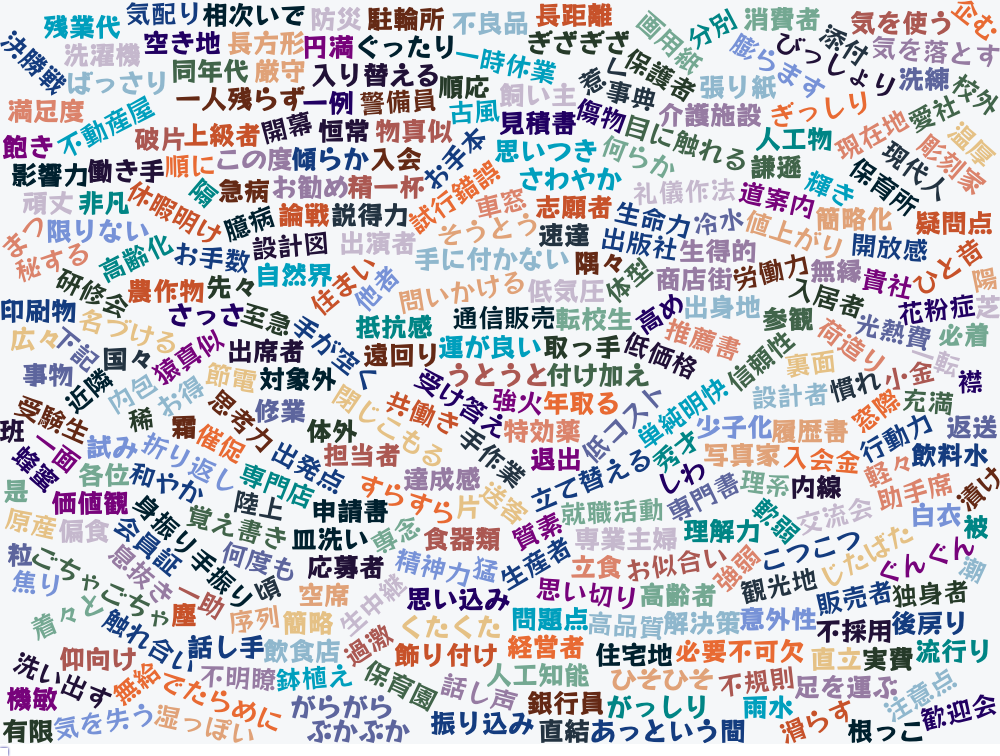 残業代 気配り 相次いで 防災 駐輪所 不良品 長距離 画用紙 分別 消費者 気を使う 企む
決勝戦 洗濯機 空き地 長方形 円満 ぐったり 一時休業 ぎざぎざ 保護者 膨らます びっしょり 添付 気を落とす
ばっさり 同年代 厳守 入り替える 順応 飼い主 巻く 事典 張り紙 洗練 校外
満足度 不動産屋 一人残らず 一例 警備員 古風 見積書 傷物 目に触れる 介護施設 ぎっしり 愛社
飽き 破片 上級者 開幕 恒常 物真似 お手本 思いつき 何らか 人工物 現在地 彫刻家 温厚
影響力 働き手 順に この度 傾らか 入会 試行錯誤 さわやか 謙遜 輝き 保育所 現代人
頑丈 非凡 休暇明け 隔 急病 お勧め 精一杯 車窓 志願者 礼儀作法 道案内
まつ 限りない 臆病 論戦 説得力 そうとう 速達 生命力 冷水 値上がり 簡略化 疑問点
秘する 高齢化 お手数 設計図 出演者 手に付かない 隅々 出版社 生得的 開放感
研修会 農作物 先々 自然界 住まい 他者 問いかける 低気圧 体型 商店街 労働力 無縁 貴社 ひと昔 陽
印刷物 名づける さっさ 至急 手が空く 抵抗感 通信販売 転校生 高め 出身地 入居者 花粉症 芝
広々 下記 国々 猿真似 出席者 遠回り 運が良い 取っ手 低価格 推薦書 参観 荷造り 光熱費 必着
事物 近隣 内包 お得 節電 対象外 受け答え うとうと 付け加え 信頼性 裏面 一転
受験生 稀 霜 思考力 修業 閉じこもる 共働き 強火 年取る 低コスト 単純明快 設計者 慣れ 小金 襟
班 一面 試み 折り返し 催促 出発点 体外 手作業 特効薬 少子化 履歴書 窓際 充満 返送
蜂蜜 各位 和やか 専門店 担当者 達成感 退出 立て替える 秀才 写真家 入会金 行動力 飲料水
是 価値観 身振り手振り 陸上 申請書 すらすら 片 送客 しわ 専門書 理系 内線 軽々 助手席 漬け
原産 偏食 会員証 覚え書き 皿洗い 専念 食器類 質素 就職活動 専業主婦 理解力 軟弱 交流会 白衣 被
粒 ごちゃごちゃ 息抜き 何度も 応募者 精神力 猛 生産者 立食 お似合い 強弱 こつこつ じたばた ぐんぐん 潮
焦り 塵 一助 頃 空席 生中継 思い込み 思い切り 高齢者 観光地 販売者 独身者
着々と 触れ合い 序列 簡略 くたくた 問題点 高品質 解決策 意外性 不採用 後戻り
洗い出す 仰向け 話し手 飲食店 過激 飾り付け 経営者 住宅地 必要不可欠 直立 実費 流行り
機敏 無給 でたらめに 不明瞭 鉢植え 保育園 話し声 人工知能 ひそひそ 不規則 足を運ぶ 注意点
有限 気を失う 湿っぽい がらがら ぷかぷか 振り込み 銀行員 がっしり 直結 あっという間 雨水 滑らす 根っこ 歓迎会